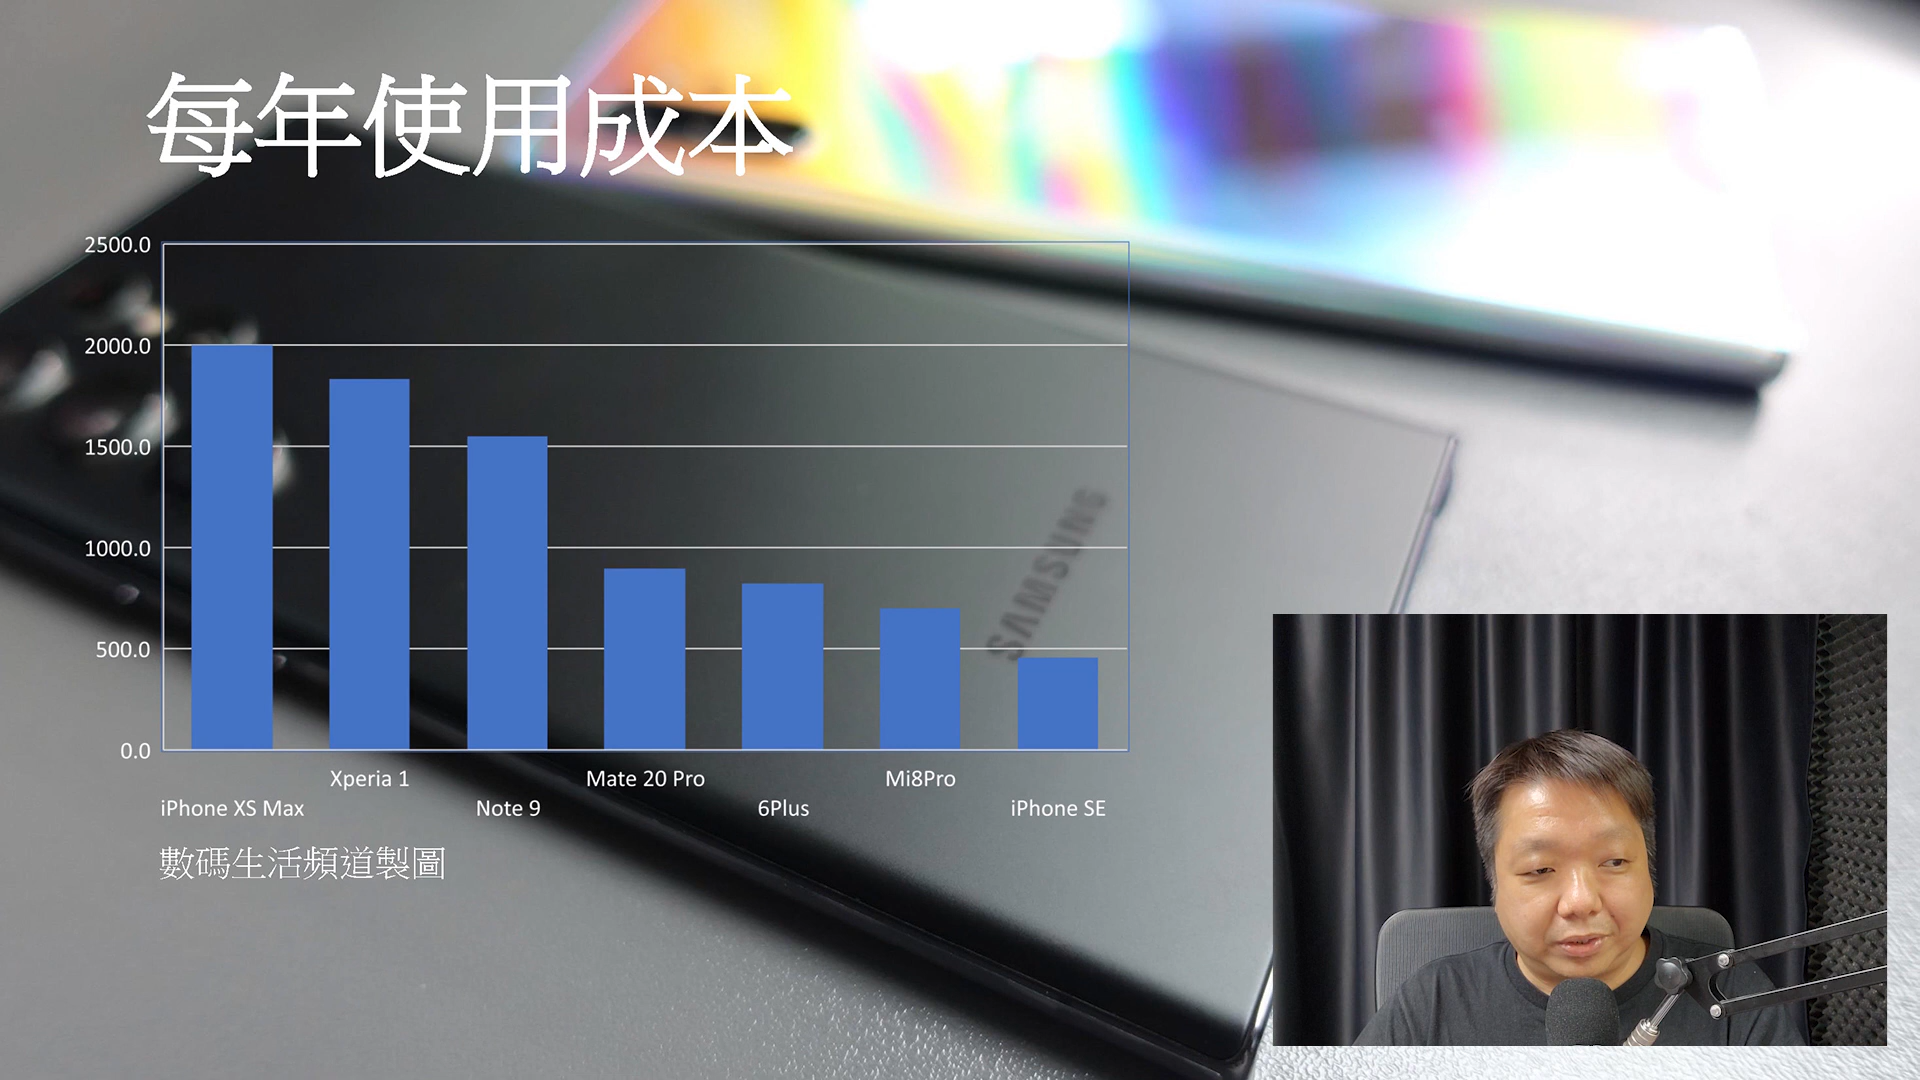 每年使用成本
2500.0
2000.0
1500.0
1000.0
500.0
0.0
Xperia 1
Mate 20 Pro
Mi8Pro
iPhone XS Max
Note 9
6Plus
iPhone SE
數碼生活頻道製圖
SAMSUNG